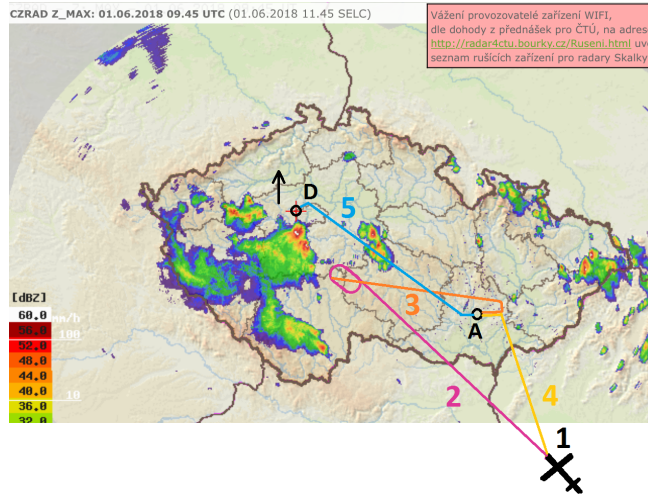 CZRAD Z_MAX: 01.06.2018 09.45 UTC (01.06.2018 11.45 SELC)
Vážení provozovatelé zařízení WIFI,
dle dohody z přednášek pro ČTÚ, na adrese
http://radar4ctu.bourky.cz/Ruseni.html uv
seznam rušících zařízení pro radary Skalky
D
5
3
A
2
4
1
[dBZ]
60.0 mm/h
56.0
52.0 100
48.0
44.0
40.0
36.0 10
32.0